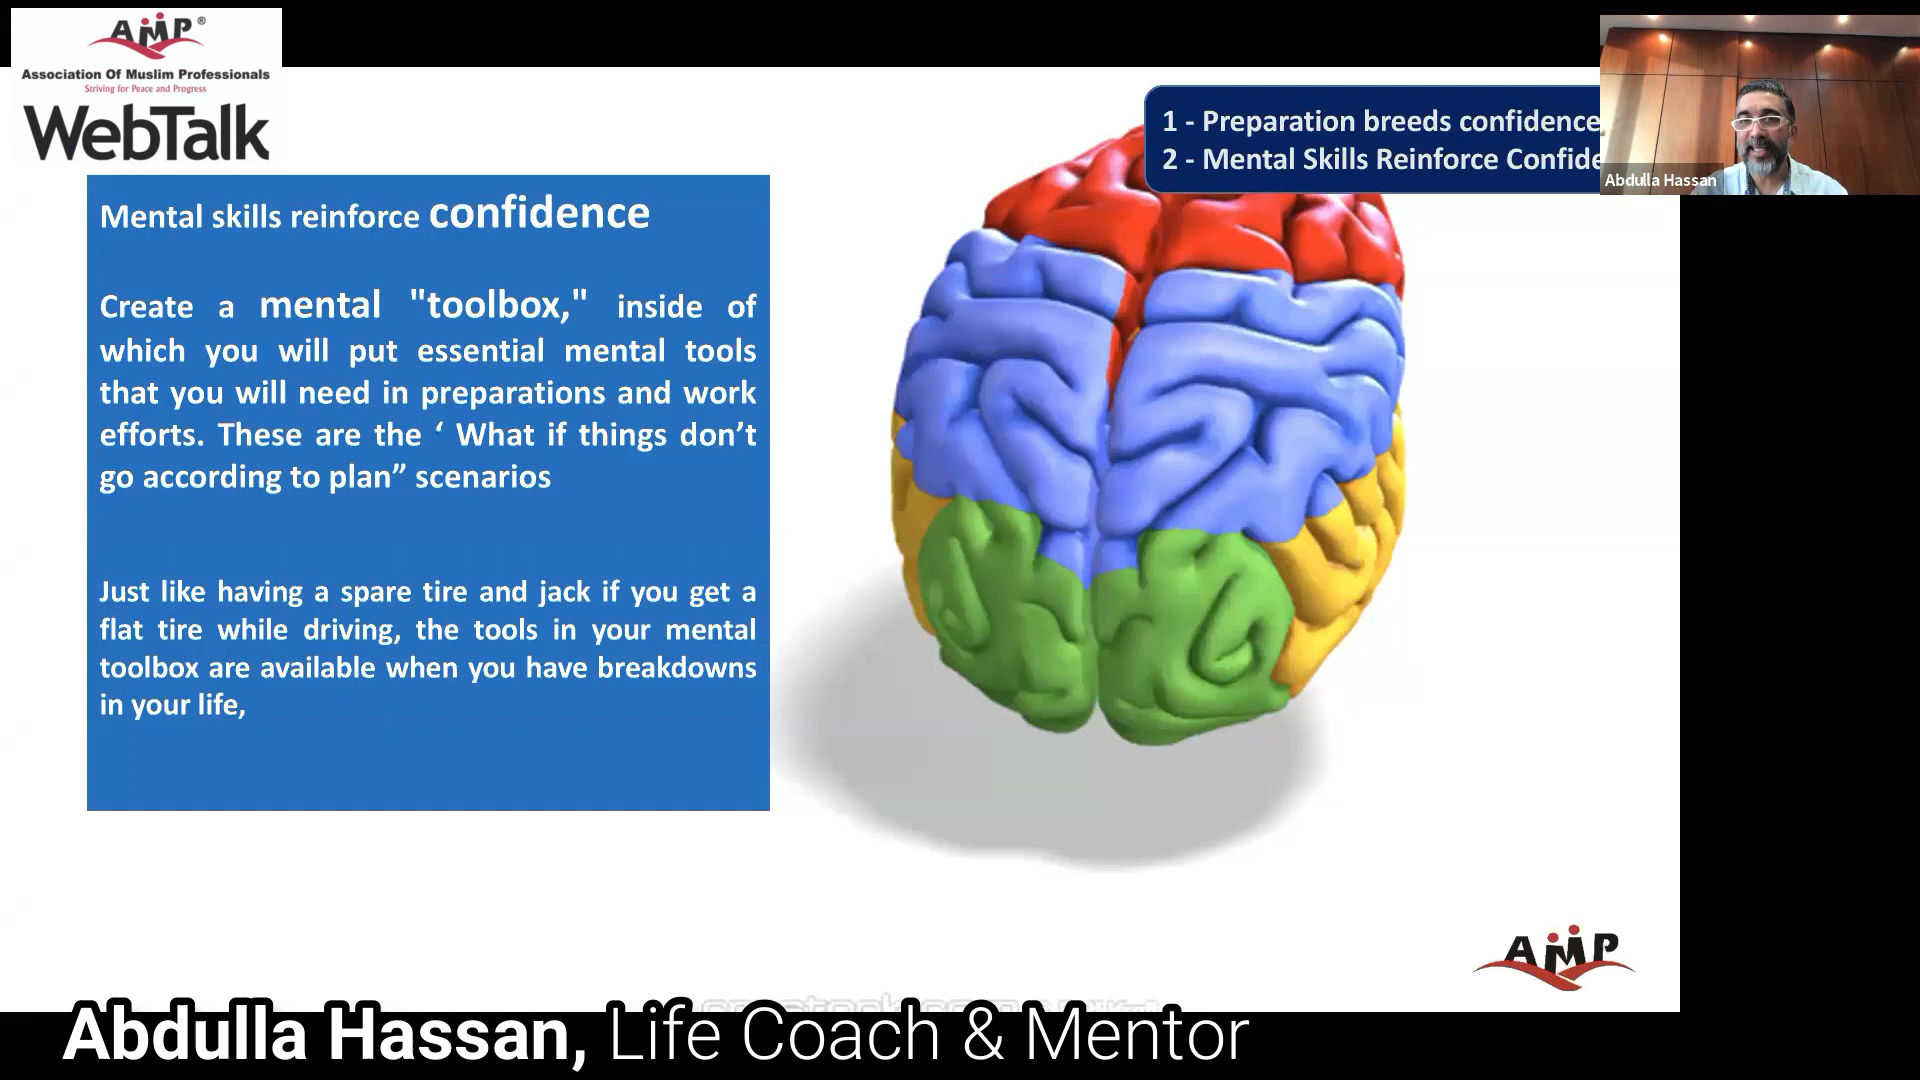 AMP®
Association Of Muslim Professionals
Striving for Peace and Progress
WebTalk
1 - Preparation breeds confidence
2 - Mental Skills Reinforce Confide
Abdulla Hassan
Mental skills reinforce confidence
Create a mental "toolbox," inside of
which you will put essential mental tools
that you will need in preparations and work
efforts. These are the ‘ What if things don’t
go according to plan” scenarios
Just like having a spare tire and jack if you get a
flat tire while driving, the tools in your mental
toolbox are available when you have breakdowns
in your life,
AMP
Abdulla Hassan, Life Coach & Mentor